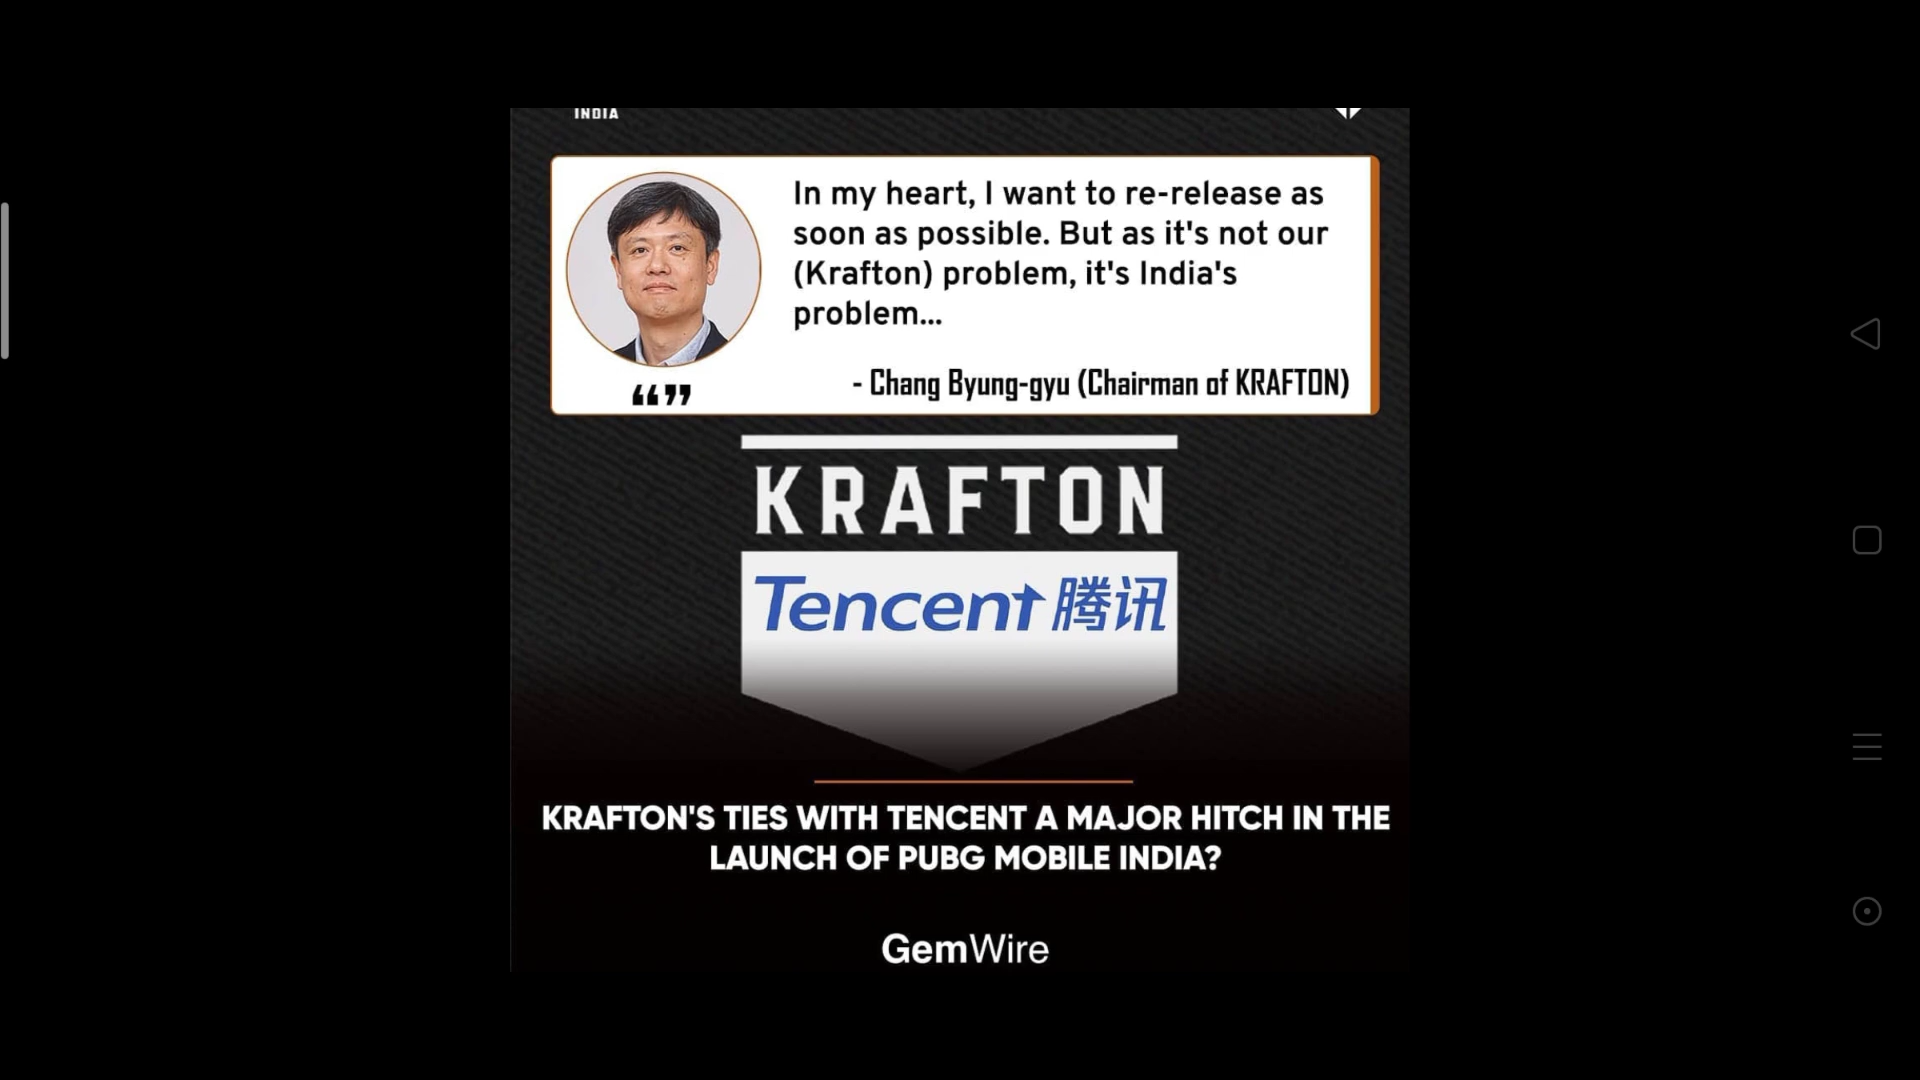 INDIA
In my heart, I want to re-release as
soon as possible. But as it's not our
(Krafton) problem, it's India's
problem...
- Chang Byung-gyu (Chairman of KRAFTON)
“”
KRAFTON
Tencent 腾讯
KRAFTON'S TIES WITH TENCENT A MAJOR HITCH IN THE
LAUNCH OF PUBG MOBILE INDIA?
GemWire